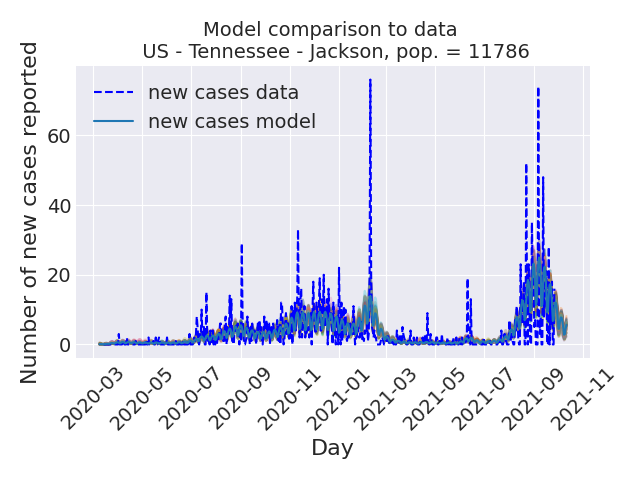 Model comparison to data
US - Tennessee - Jackson, pop. = 11786
Number of new cases reported
new cases data
new cases model
60
40
20
0
2020-03
2020-05
2020-07
2020-09
2020-11
2021-01
2021-03
2021-05
2021-07
2021-09
2021-11
Day